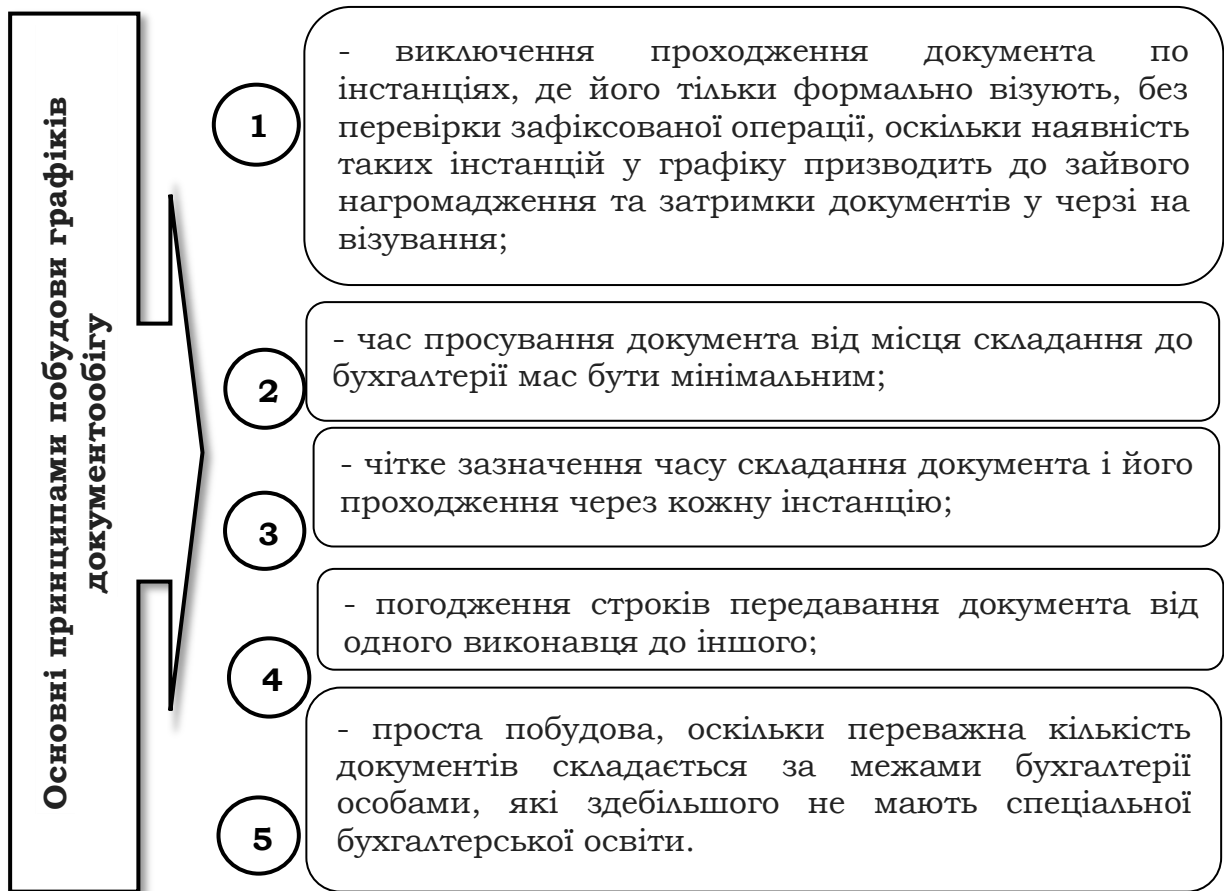 Основні принципами побудови графіків
документообігу
1
- виключення проходження документа по
інстанціях, де його тільки формально візують, без
перевірки зафіксованої операції, оскільки наявність
таких інстанцій у графіку призводить до зайвого
нагромадження та затримки документів у черзі на
візування;
2
- час просування документа від місця складання до
бухгалтерії мас бути мінімальним;
3
- чітке зазначення часу складання документа і його
проходження через кожну інстанцію;
4
- погодження строків передавання документа від
одного виконавця до іншого;
5
- проста побудова, оскільки переважна кількість
документів складається за межами бухгалтерії
особами, які здебільшого не мають спеціальної
бухгалтерської освіти.